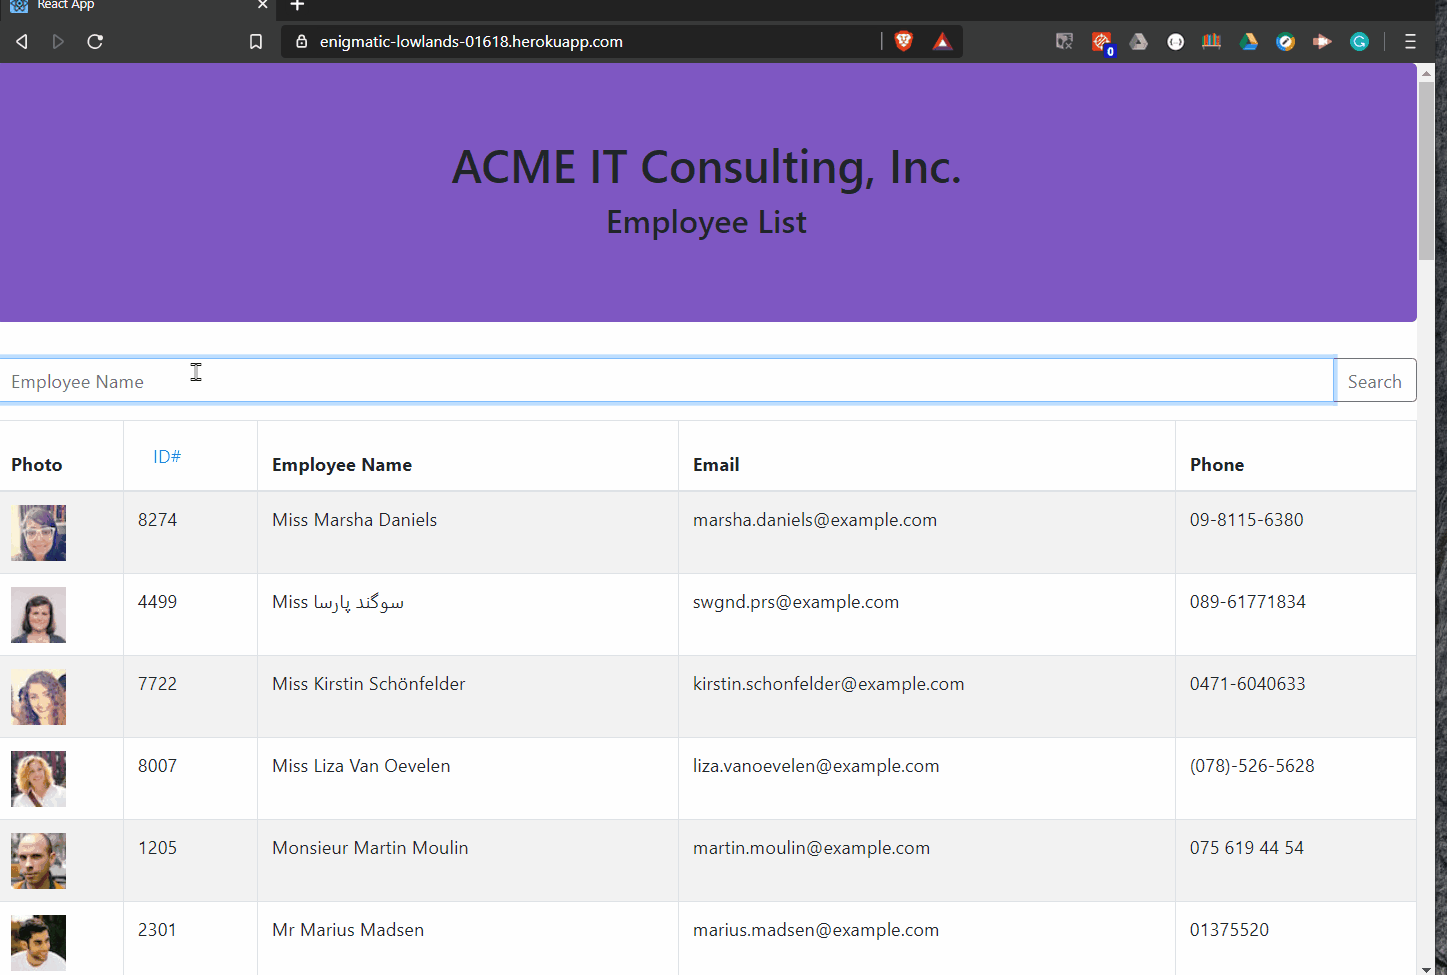 React App
enigmatic-lowlands-01618.herokuapp.com
0
ACME IT Consulting, Inc.
Employee List
Employee Name
Search
Photo ID# Employee Name Email Phone
8274 Miss Marsha Daniels marsha.daniels@example.com 09-8115-6380
4499 Miss سوگند پارسا swgnd.prs@example.com 089-61771834
7722 Miss Kirstin Schönfelder kirstin.schonfelder@example.com 0471-6040633
8007 Miss Liza Van Oevelen liza.vanoevelen@example.com (078)-526-5628
1205 Monsieur Martin Moulin martin.moulin@example.com 075 619 44 54
2301 Mr Marius Madsen marius.madsen@example.com 01375520